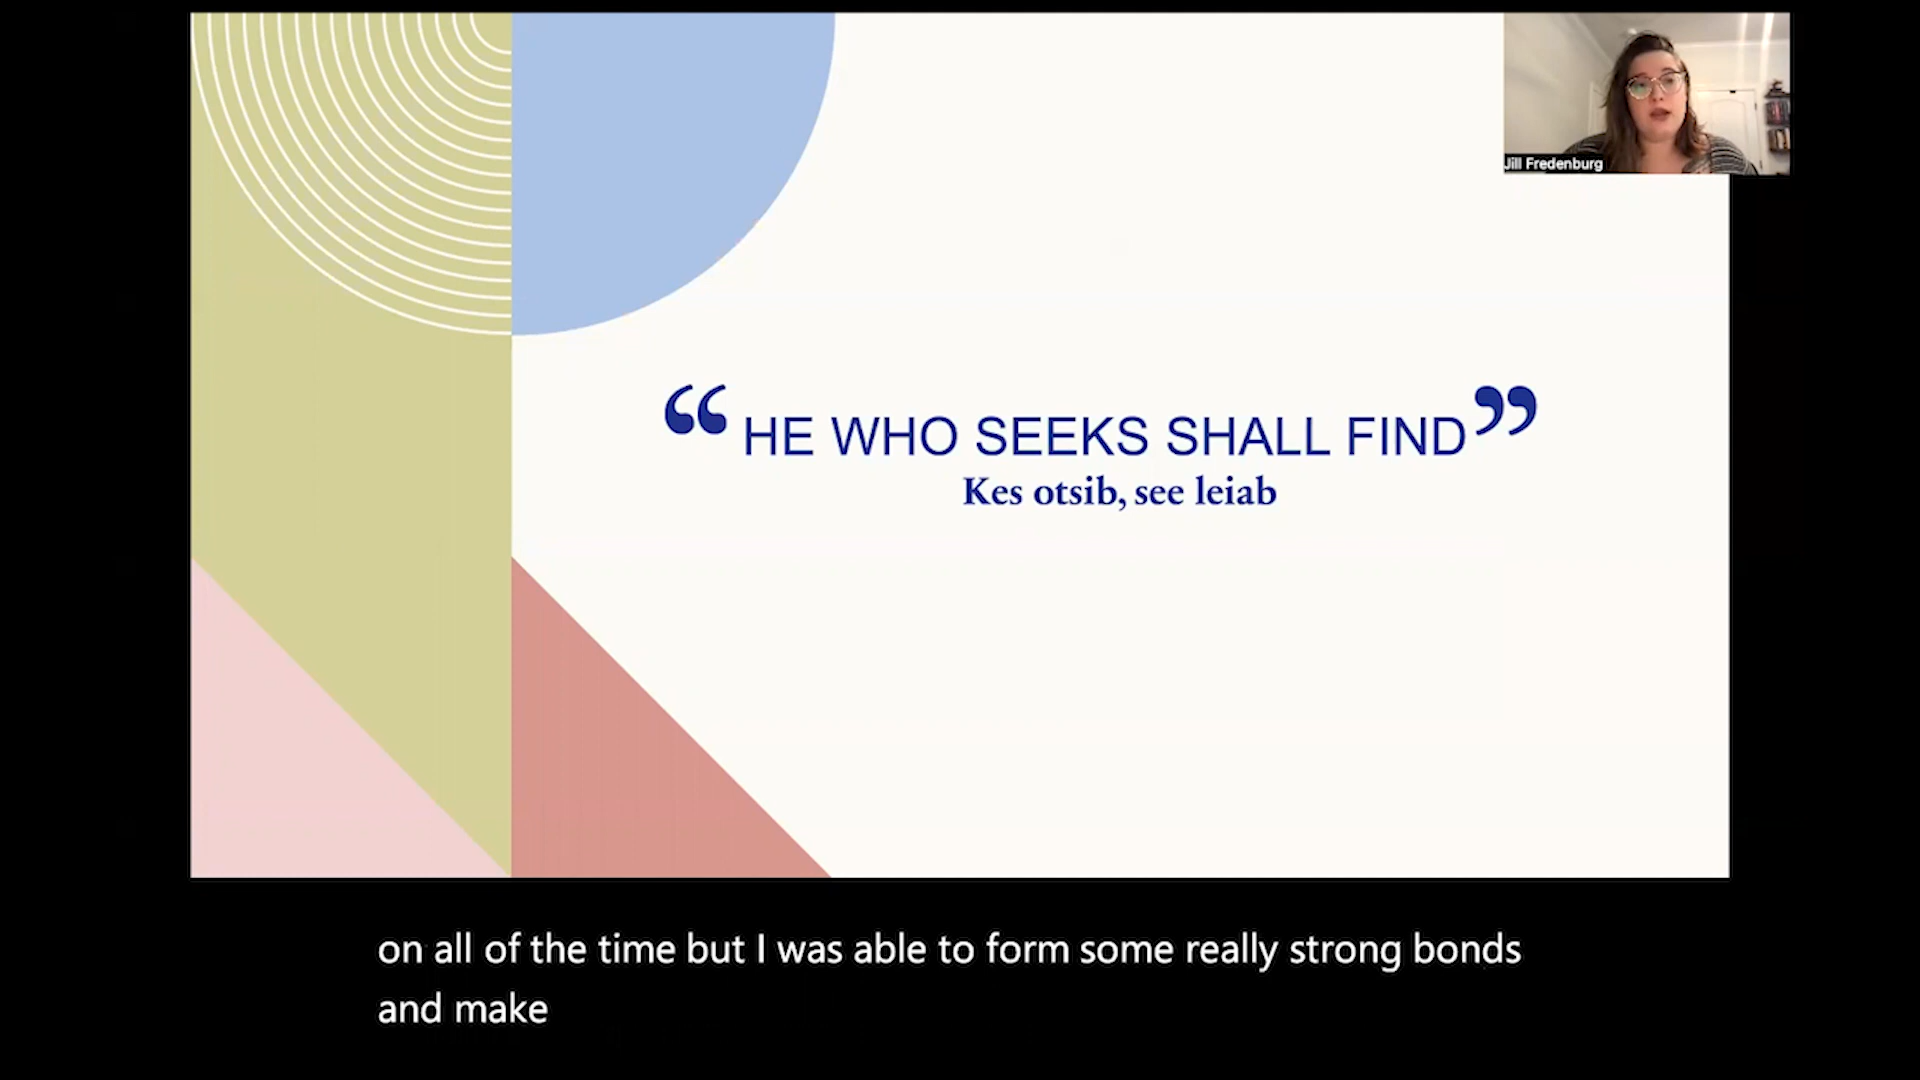 Jill Fredenburg
“HE WHO SEEKS SHALL FIND”
Kes otsib, see leiab
on all of the time but I was able to form some really strong bonds
and make